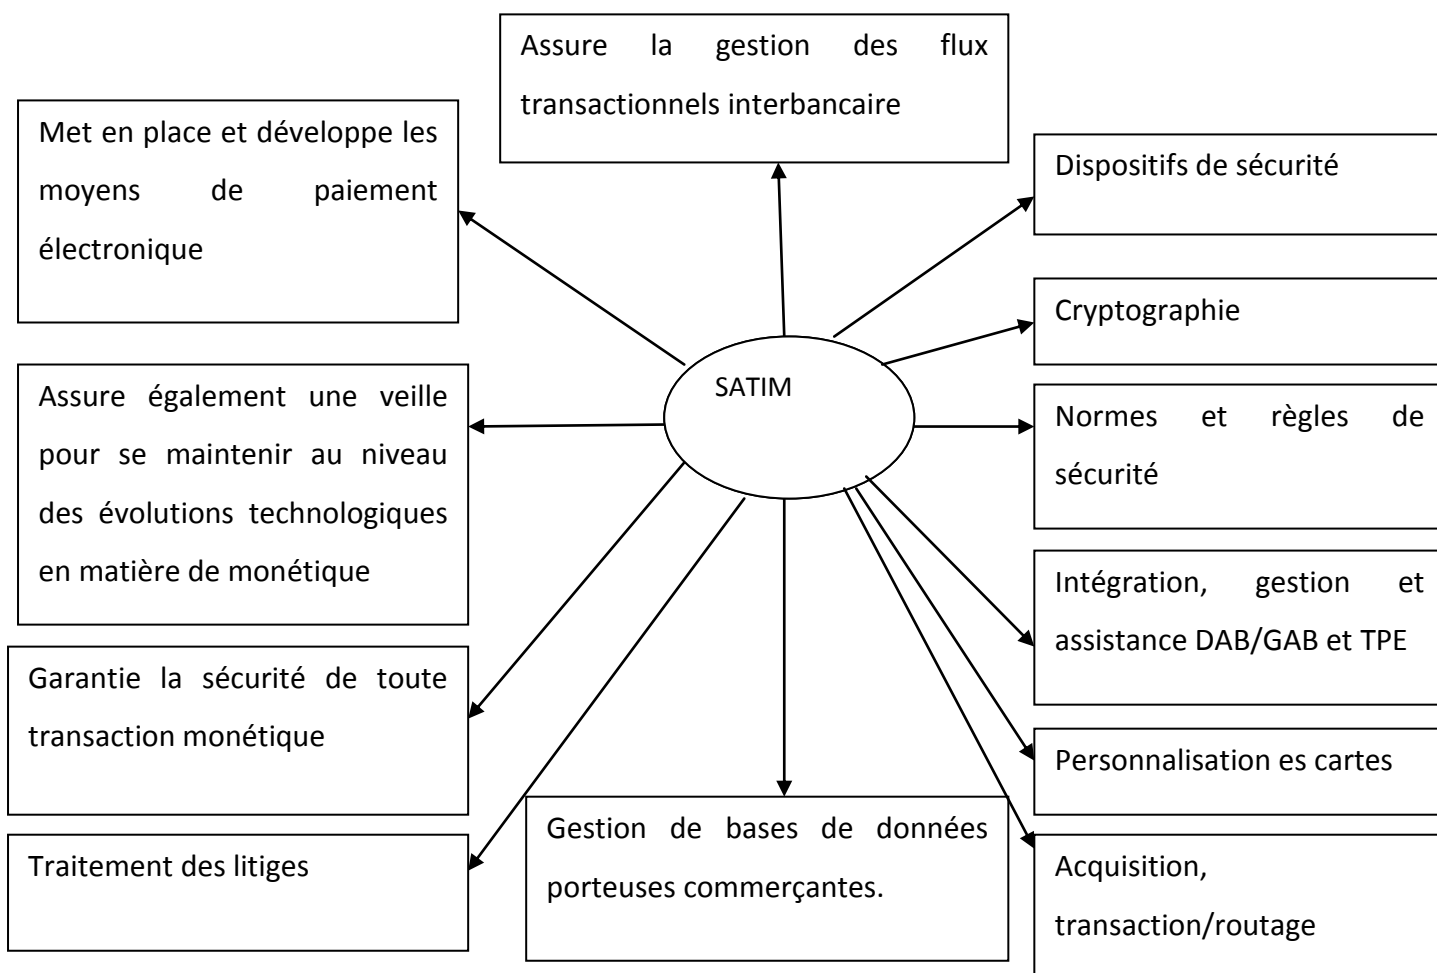 Assure la gestion des flux
transactionnels interbancaire
Met en place et développe les
moyens de paiement
électronique
Dispositifs de sécurité
Cryptographie
SATIM
Assure également une veille
pour se maintenir au niveau
des évolutions technologiques
en matière de monétique
Normes et règles de
sécurité
Intégration, gestion et
assistance DAB/GAB et TPE
Garantie la sécurité de toute
transaction monétique
Personnalisation es cartes
Gestion de bases de données
porteuses commerçantes.
Traitement des litiges
Acquisition,
transaction/routage